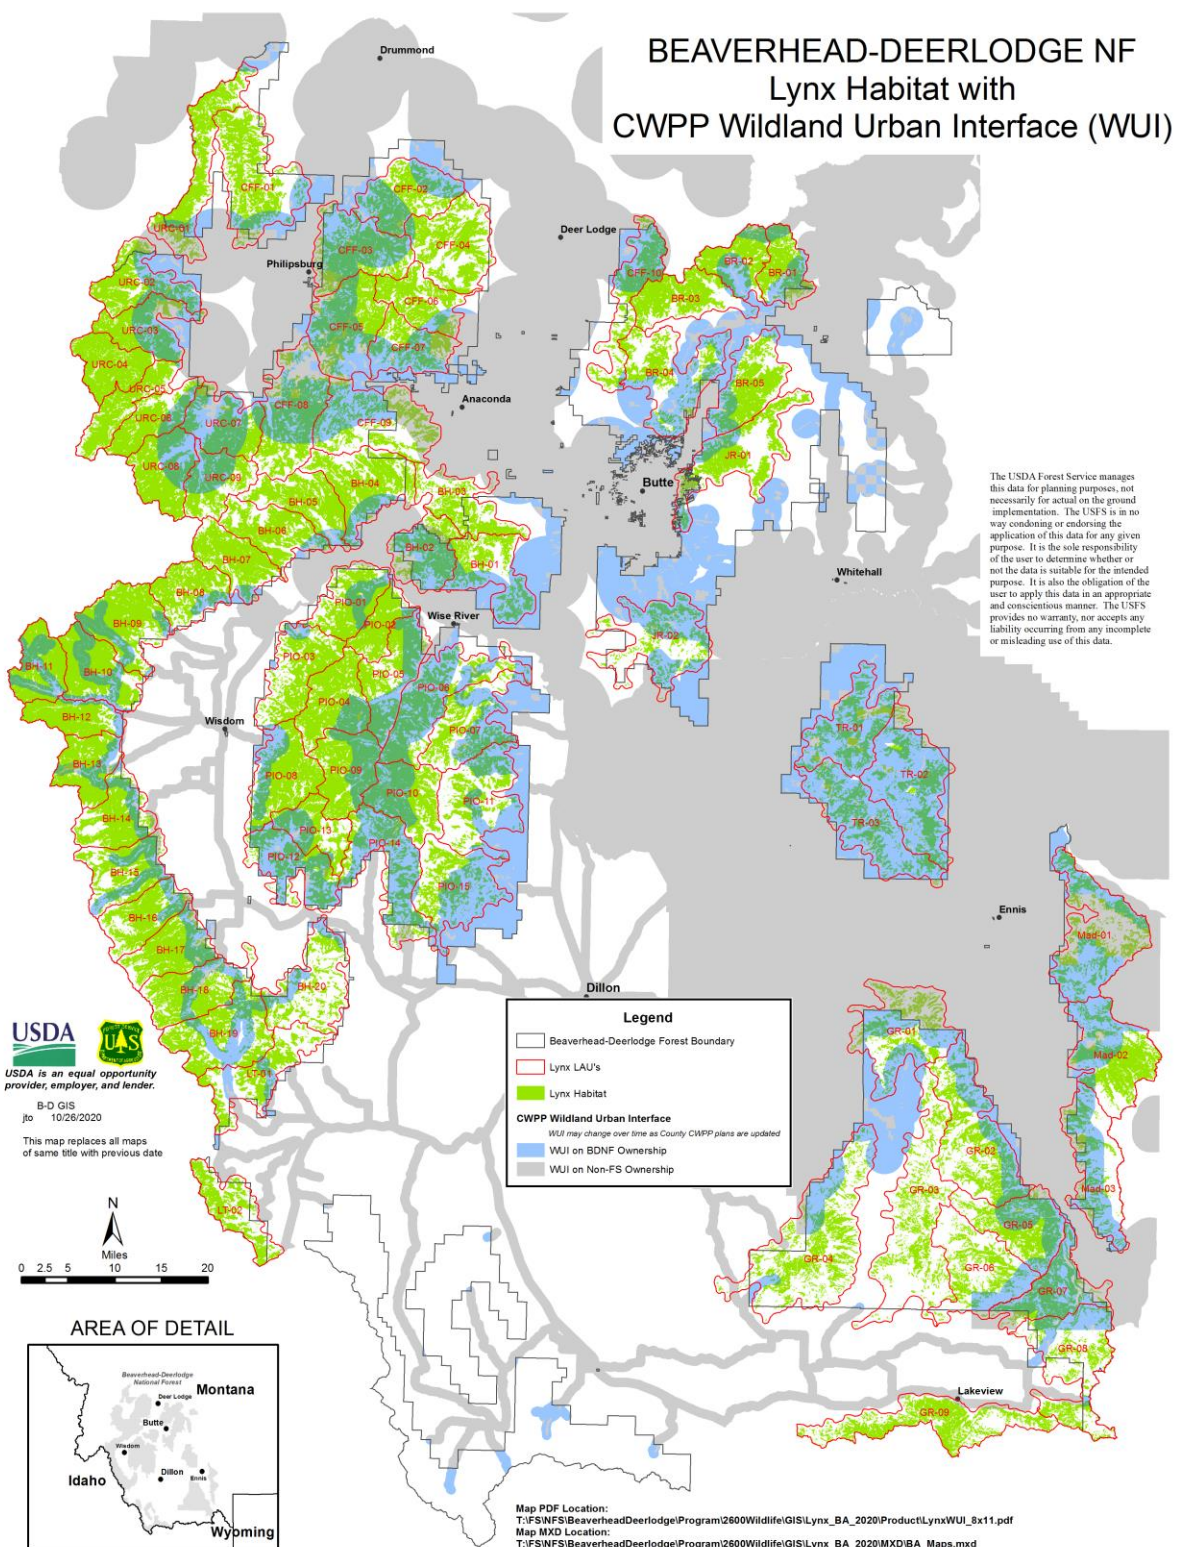 BEAVERHEAD-DEERLODGE NF
Lynx Habitat with
CWPP Wildland Urban Interface (WUI)
Drummond
CFF-01
CFF-02
URC-01
CFF-03
CFF-04
Deer Lodge
Philipsburg
CFF-10
BR-02
BR-01
URC-02
BR-03
CFF-06
URC-03
CFF-05
CFF-07
URC-04
BR-04
URC-05
BR-05
Anaconda
CFF-08
URC-06
URC-07
CFF-09
JR-01
URC-08
URC-09
BH-04
Butte
BH-03
BH-05
BH-06
BH-02
BH-07
BH-01
Whitehall
BH-08
PIO-01
Wise River
BH-09
PIO-02
JR-02
PIO-03
BH-11
BH-10
PIO-05
PIO-06
PIO-04
BH-12
Wisdom
PIO-07
TR-01
BH-13
PIO-08
PIO-09
TR-02
PIO-10
PIO-11
BH-14
TR-03
PIO-13
PIO-14
PIO-12
BH-15
PIO-15
BH-16
Ennis
Mad-01
BH-17
BH-18
BH-20
Dillon
BH-19
GR-01
Mad-02
LT-01
GR-02
GR-03
Mad-03
LT-02
GR-05
GR-04
GR-06
GR-07
GR-08
Lakeview
GR-09
The USDA Forest Service manages
this data for planning purposes, not
necessarily for actual on the ground
implementation. The USFS is in no
way condoning or endorsing the
application of this data for any given
purpose. It is the sole responsibility
of the user to determine whether or
not the data is suitable for the intended
purpose. It is also the obligation of the
user to apply this data in an appropriate
and conscientious manner. The USFS
provides no warranty, nor accepts any
liability occurring from any incomplete
or misleading use of this data.
Legend
Beaverhead-Deerlodge Forest Boundary
Lynx LAU's
Lynx Habitat
CWPP Wildland Urban Interface
WUI may change over time as County CWPP plans are updated
WUI on BDNF Ownership
WUI on Non-FS Ownership
USDA
UAS
USDA is an equal opportunity
provider, employer, and lender.
B-D GIS
jto 10/26/2020
This map replaces all maps
of same title with previous date
N
Miles
0 2.5 5 10 15 20
AREA OF DETAIL
Beaverhead-Deerlodge
National Forest
Montana
Deer Lodge
Butte
Wisdom
Idaho
Dillon
Ennis
Wyoming
Map PDF Location:
T:\FS\NFS\BeaverheadDeerlodge\Program\2600Wildlife\GIS\Lynx_BA_2020\Product\LynxWUI_8x11.pdf
Map MXD Location:
T:\FS\NFS\BeaverheadDeerlodge\Program\2600Wildlife\GIS\Lynx_BA_2020\MXD\BA_Maps.mxd